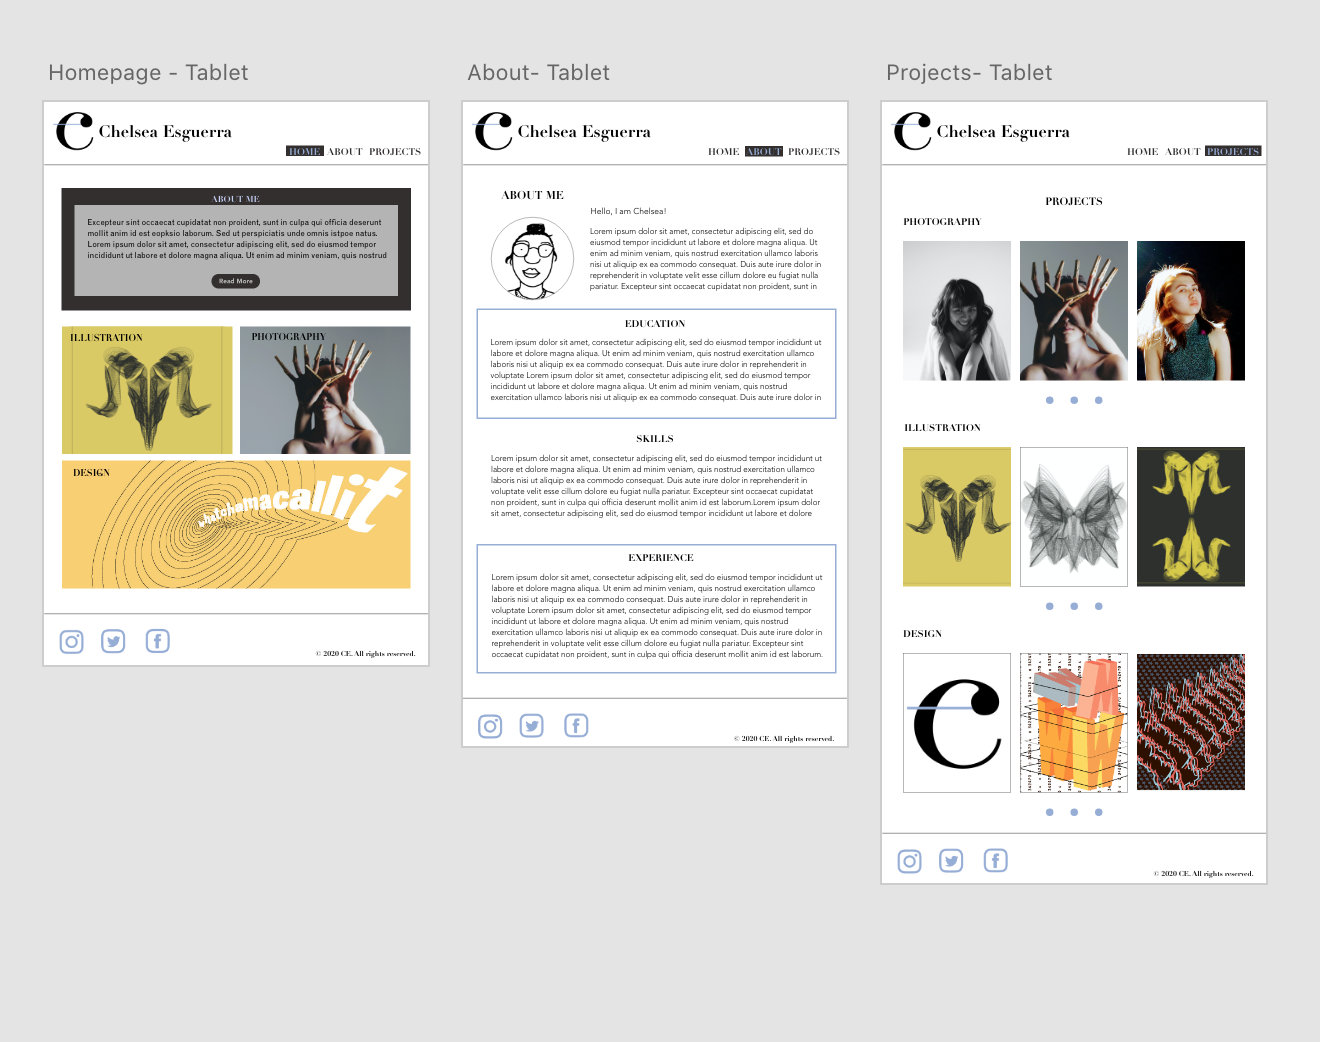 Homepage - Tablet
C Chelsea Esguerra
HOME ABOUT PROJECTS
ABOUT ME
Excepteur sint occaecat cupidatat non proident, sunt in culpa qui officia deserunt
mollit anim id est eopksio laborum. Sed ut perspiciatis unde omnis istpoe natus.
Lorem ipsum dolor sit amet, consectetur adipiscing elit, sed do eiusmod tempor
incididunt ut labore et dolore magna aliqua. Ut enim ad minim veniam, quis nostrud
Read More
ILLUSTRATION
PHOTOGRAPHY
DESIGN
whatchamacallit
© 2020 CE. All rights reserved.
About- Tablet
C Chelsea Esguerra
HOME ABOUT PROJECTS
ABOUT ME
Hello, I am Chelsea!
Lorem ipsum dolor sit amet, consectetur adipiscing elit, sed do
eiusmod tempor incididunt ut labore et dolore magna aliqua. Ut
enim ad minim veniam, quis nostrud exercitation ullamco laboris
nisi ut aliquip ex ea commodo consequat. Duis aute irure dolor in
reprehenderit in voluptate velit esse cillum dolore eu fugiat nulla
pariatur. Excepteur sint occaecat cupidatat non proident, sunt in
EDUCATION
Lorem ipsum dolor sit amet, consectetur adipiscing elit, sed do eiusmod tempor incididunt ut
labore et dolore magna aliqua. Ut enim ad minim veniam, quis nostrud exercitation ullamco
laboris nisi ut aliquip ex ea commodo consequat. Duis aute irure dolor in reprehenderit in
voluptate Lorem ipsum dolor sit amet, consectetur adipiscing elit, sed do eiusmod tempor
incididunt ut labore et dolore magna aliqua. Ut enim ad minim veniam, quis nostrud
exercitation ullamco laboris nisi ut aliquip ex ea commodo consequat. Duis aute irure dolor in
SKILLS
Lorem ipsum dolor sit amet, consectetur adipiscing elit, sed do eiusmod tempor incididunt ut
labore et dolore magna aliqua. Ut enim ad minim veniam, quis nostrud exercitation ullamco
laboris nisi ut aliquip ex ea commodo consequat. Duis aute irure dolor in reprehenderit in
voluptate velit esse cillum dolore eu fugiat nulla pariatur. Excepteur sint occaecat cupidatat
non proident, sunt in culpa qui officia deserunt mollit anim id est laborum.Lorem ipsum dolor
sit amet, consectetur adipiscing elit, sed do eiusmod tempor incididunt ut labore et dolore
EXPERIENCE
Lorem ipsum dolor sit amet, consectetur adipiscing elit, sed do eiusmod tempor incididunt ut
labore et dolore magna aliqua. Ut enim ad minim veniam, quis nostrud exercitation ullamco
laboris nisi ut aliquip ex ea commodo consequat. Duis aute irure dolor in reprehenderit in
voluptate Lorem ipsum dolor sit amet, consectetur adipiscing elit, sed do eiusmod tempor
incididunt ut labore et dolore magna aliqua. Ut enim ad minim veniam, quis nostrud
exercitation ullamco laboris nisi ut aliquip ex ea commodo consequat. Duis aute irure dolor in
reprehenderit in voluptate velit esse cillum dolore eu fugiat nulla pariatur. Excepteur sint
occaecat cupidatat non proident, sunt in culpa qui officia deserunt mollit anim id est laborum.
© 2020 CE. All rights reserved.
Projects- Tablet
C Chelsea Esguerra
HOME ABOUT PROJECTS
PROJECTS
PHOTOGRAPHY
ILLUSTRATION
DESIGN
C
© 2020 CE. All rights reserved.